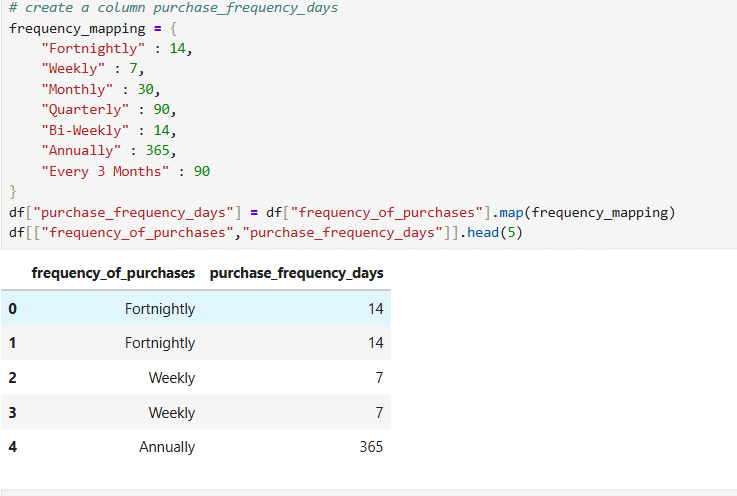 # create a column purchase_frequency_days
frequency_mapping = {
    "Fortnightly" : 14,
    "Weekly" : 7,
    "Monthly" : 30,
    "Quarterly" : 90,
    "Bi-Weekly" : 14,
    "Annually" : 365,
    "Every 3 Months" : 90
}
df["purchase_frequency_days"] = df["frequency_of_purchases"].map(frequency_mapping)
df[["frequency_of_purchases","purchase_frequency_days"]].head(5)
frequency_of_purchases purchase_frequency_days
0 Fortnightly 14
1 Fortnightly 14
2 Weekly 7
3 Weekly 7
4 Annually 365